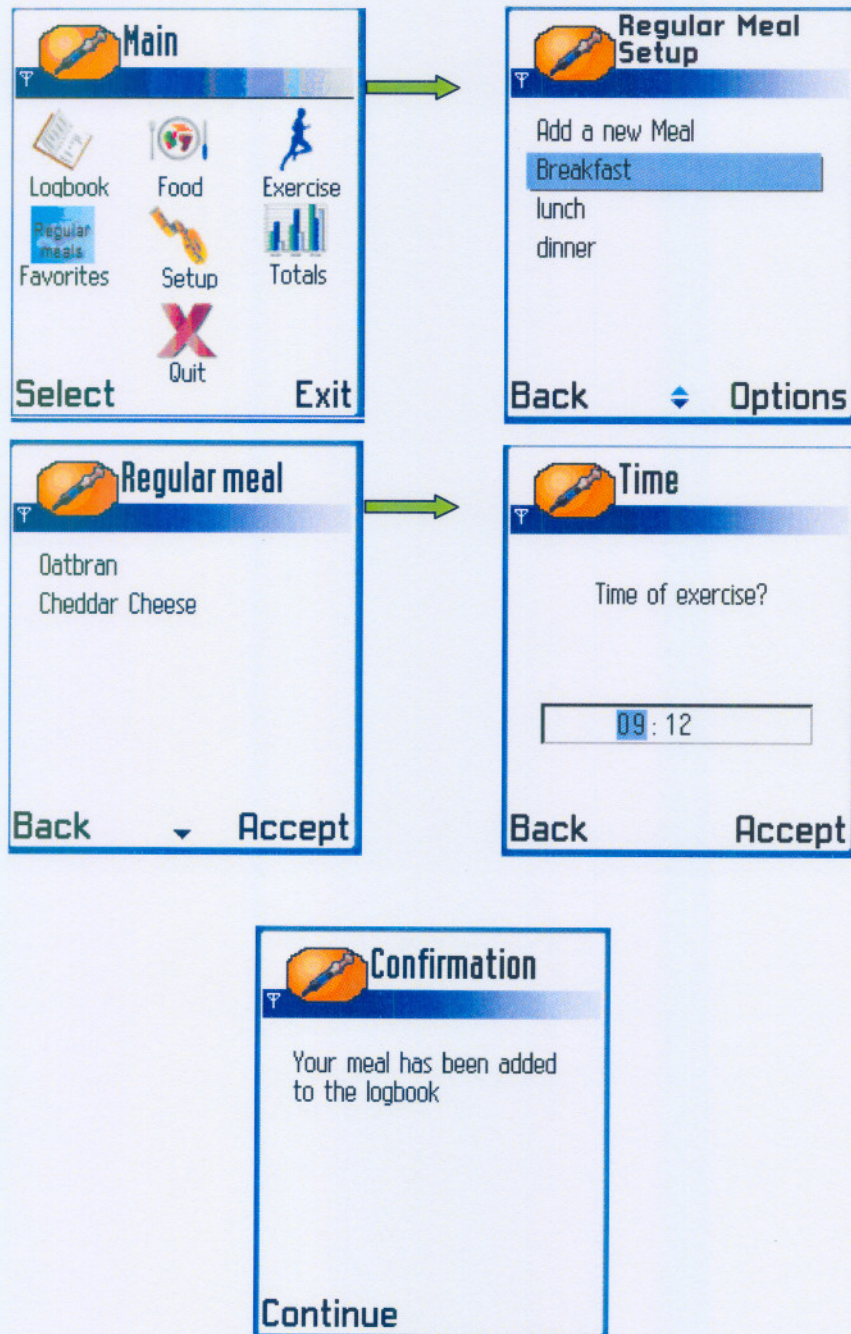 Main
Logbook Food Exercise
Regular
meals
Favorites Setup Totals
Quit
Select Exit
Regular Meal
Setup
Add a new Meal
Breakfast
lunch
dinner
Back Options
Regular meal
Oatbran
Cheddar Cheese
Back Accept
Time
Time of exercise?
09:12
Back Accept
Confirmation
Your meal has been added
to the logbook
Continue